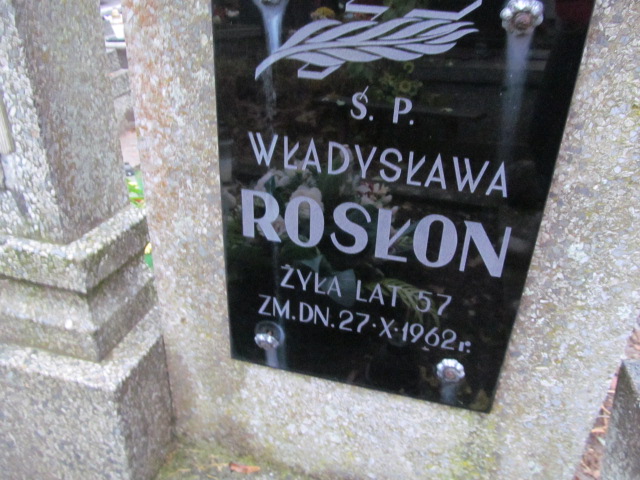 Ś. P.
WŁADYSŁAWA
ROSŁON
ŻYŁA LAT 57
ZM. DN. 27·X·1962 r.